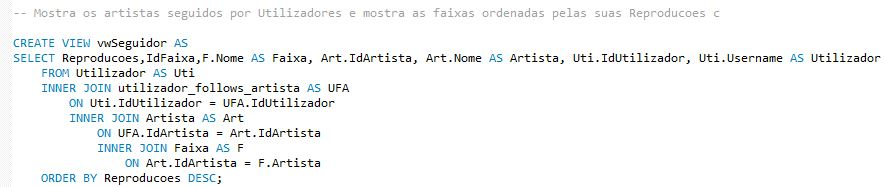 -- Mostra os artistas seguidos por Utilizadores e mostra as faixas ordenadas pelas suas Reproducoes c
CREATE VIEW vwSeguidor AS
SELECT Reproducoes,IdFaixa,F.Nome AS Faixa, Art.IdArtista, Art.Nome AS Artista, Uti.IdUtilizador, Uti.Username AS Utilizador
FROM Utilizador AS Uti
INNER JOIN utilizador_follows_artista AS UFA
ON Uti.IdUtilizador = UFA.IdUtilizador
INNER JOIN Artista AS Art
ON UFA.IdArtista = Art.IdArtista
INNER JOIN Faixa AS F
ON Art.IdArtista = F.Artista
ORDER BY Reproducoes DESC;